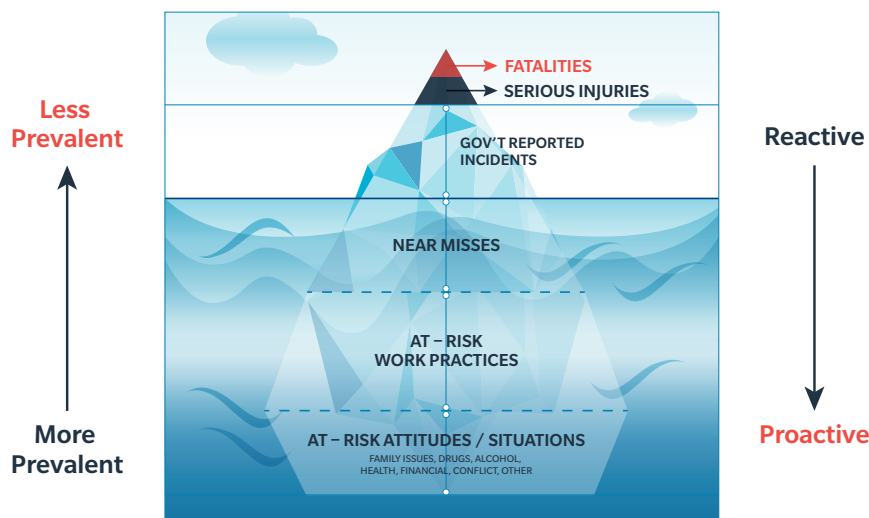 FATALITIES
SERIOUS INJURIES
Less
Prevalent
GOV’T REPORTED
INCIDENTS
Reactive
NEAR MISSES
AT – RISK
WORK PRACTICES
More
Prevalent
AT – RISK ATTITUDES / SITUATIONS
FAMILY ISSUES, DRUGS, ALCOHOL,
HEALTH, FINANCIAL, CONFLICT, OTHER
Proactive